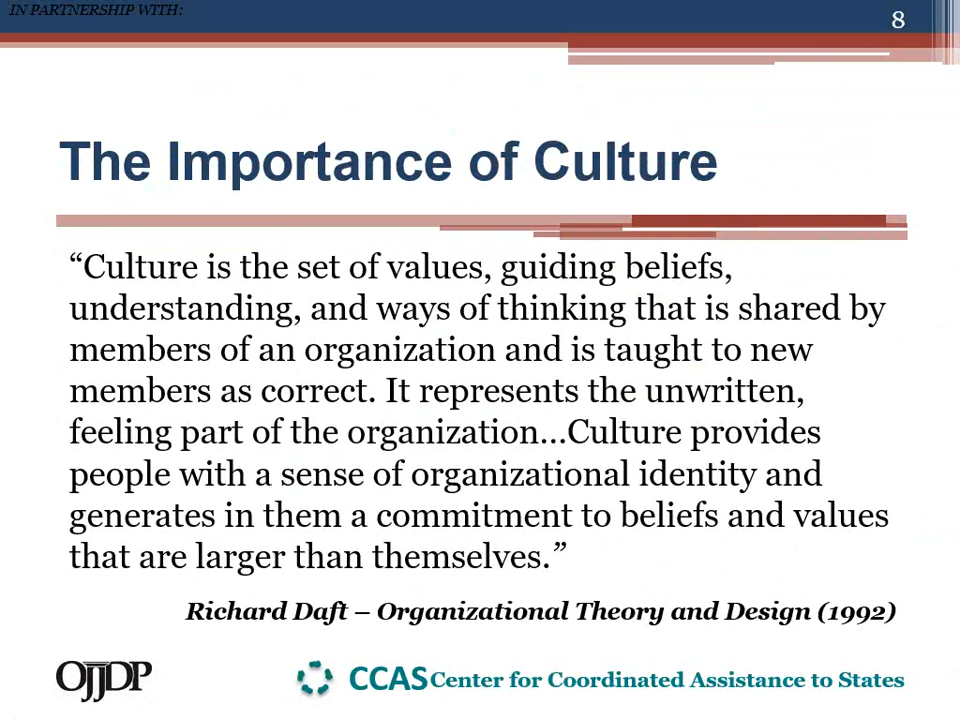 IN PARTNERSHIP WITH:
8
The Importance of Culture
“Culture is the set of values, guiding beliefs,
understanding, and ways of thinking that is shared by
members of an organization and is taught to new
members as correct. It represents the unwritten,
feeling part of the organization…Culture provides
people with a sense of organizational identity and
generates in them a commitment to beliefs and values
that are larger than themselves.”
Richard Daft – Organizational Theory and Design (1992)
OJJDP
CCAS Center for Coordinated Assistance to States